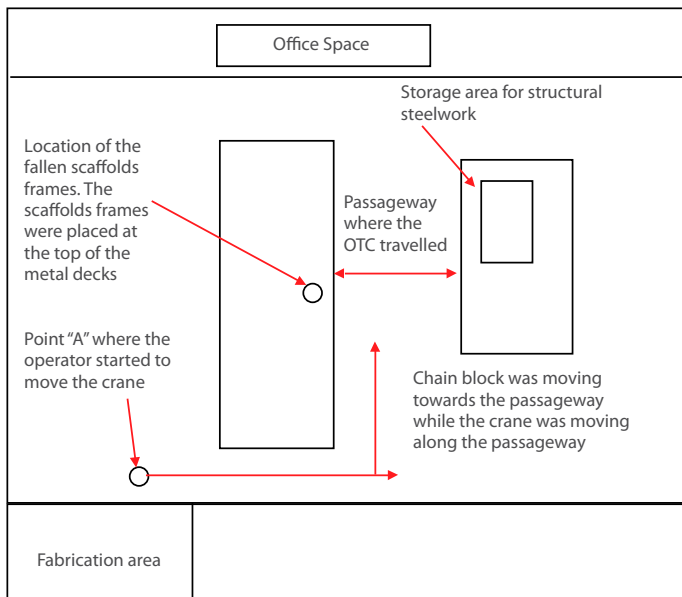 Office Space
Storage area for structural
steelwork
Location of the
fallen scaffolds
frames. The
scaffolds frames
were placed at
the top of the
metal decks
Passageway
where the
OTC travelled
Point “A” where the
operator started to
move the crane
Chain block was moving
towards the passageway
while the crane was moving
along the passageway
Fabrication area